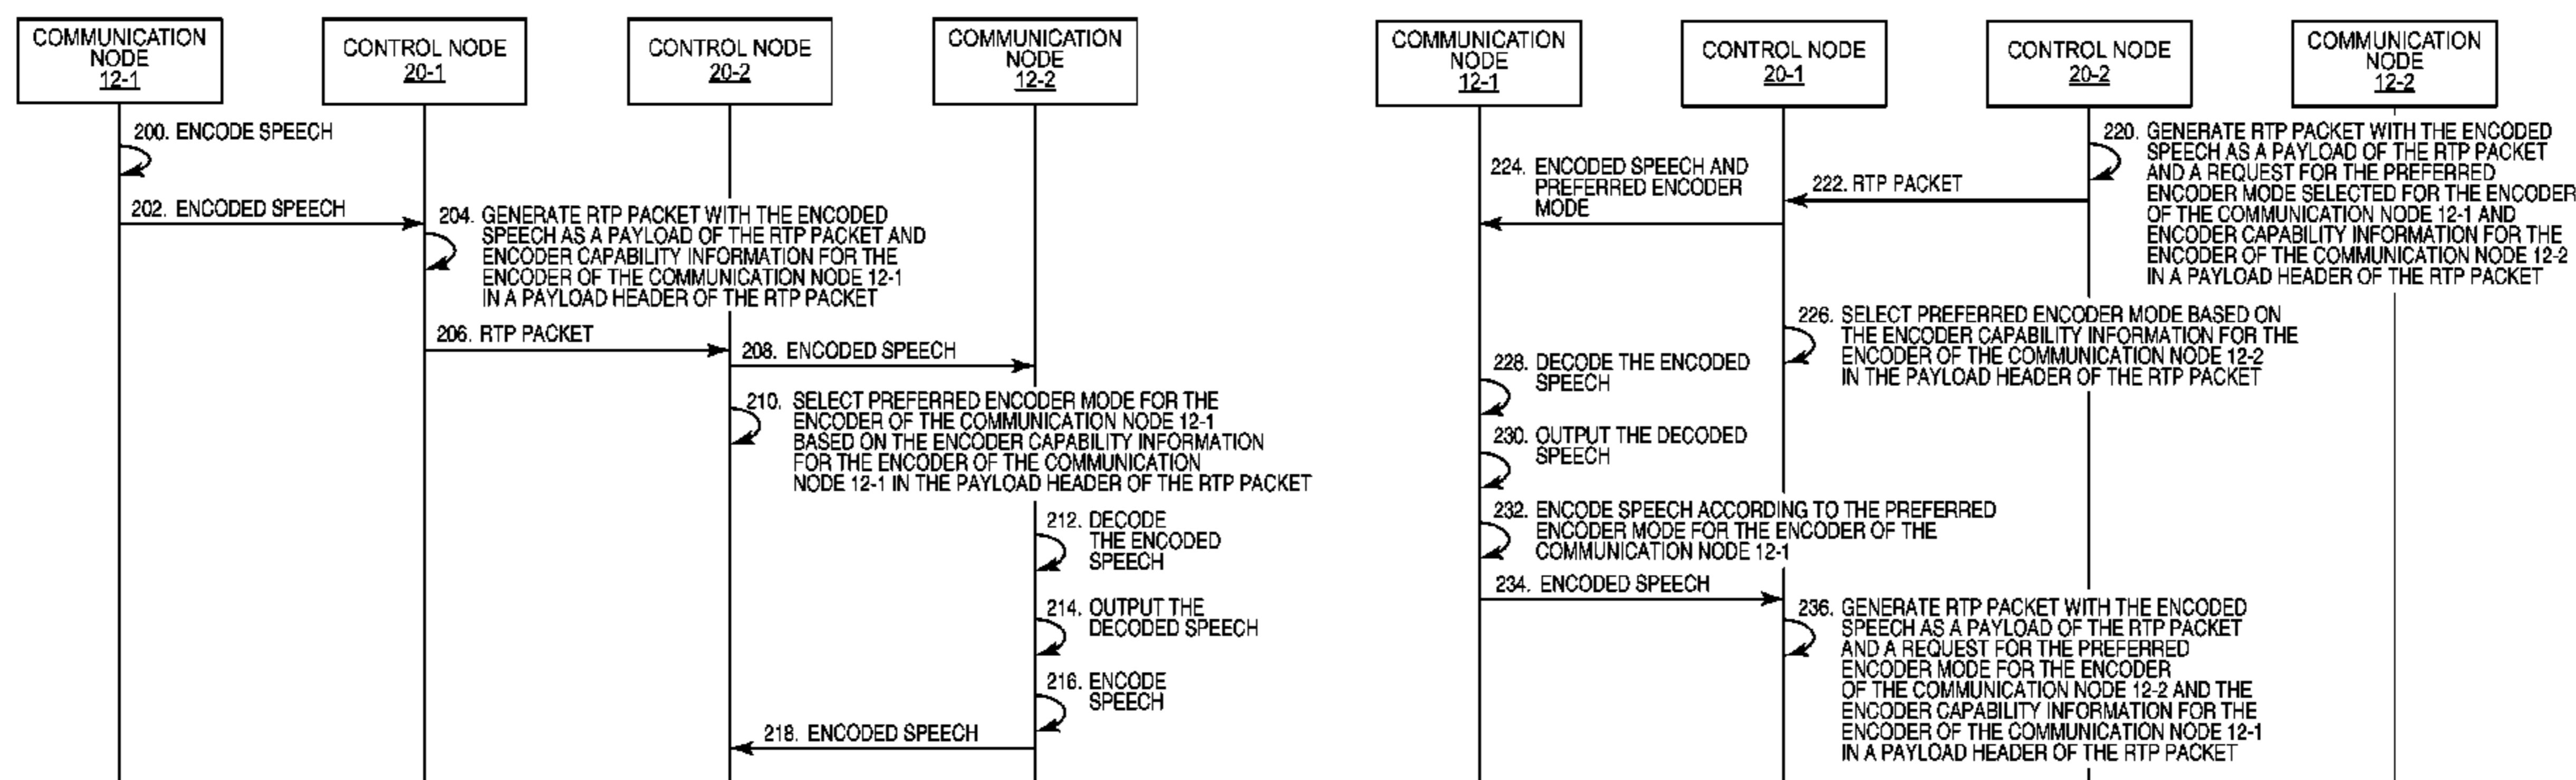 COMMUNICATION
NODE
12-1
CONTROL NODE
20-1
CONTROL NODE
20-2
COMMUNICATION
NODE
12-2
200. ENCODE SPEECH
202. ENCODED SPEECH
204. GENERATE RTP PACKET WITH THE ENCODED
SPEECH AS A PAYLOAD OF THE RTP PACKET AND
ENCODER CAPABILITY INFORMATION FOR THE
ENCODER OF THE COMMUNICATION NODE 12-1
IN A PAYLOAD HEADER OF THE RTP PACKET
206. RTP PACKET
208. ENCODED SPEECH
210. SELECT PREFERRED ENCODER MODE FOR THE
ENCODER OF THE COMMUNICATION NODE 12-1
BASED ON THE ENCODER CAPABILITY INFORMATION
FOR THE ENCODER OF THE COMMUNICATION
NODE 12-1 IN THE PAYLOAD HEADER OF THE RTP PACKET
212. DECODE
THE ENCODED
SPEECH
214. OUTPUT THE
DECODED SPEECH
216. ENCODE
SPEECH
218. ENCODED SPEECH
COMMUNICATION
NODE
12-1
CONTROL NODE
20-1
CONTROL NODE
20-2
COMMUNICATION
NODE
12-2
220. GENERATE RTP PACKET WITH THE ENCODED
SPEECH AS A PAYLOAD OF THE RTP PACKET
AND A REQUEST FOR THE PREFERRED
ENCODER MODE SELECTED FOR THE ENCODER
OF THE COMMUNICATION NODE 12-1 AND
ENCODER CAPABILITY INFORMATION FOR THE
ENCODER OF THE COMMUNICATION NODE 12-2
IN A PAYLOAD HEADER OF THE RTP PACKET
222. RTP PACKET
224. ENCODED SPEECH AND
PREFERRED ENCODER
MODE
226. SELECT PREFERRED ENCODER MODE BASED ON
THE ENCODER CAPABILITY INFORMATION FOR THE
ENCODER OF THE COMMUNICATION NODE 12-2
IN THE PAYLOAD HEADER OF THE RTP PACKET
228. DECODE THE ENCODED
SPEECH
230. OUTPUT THE DECODED
SPEECH
232. ENCODE SPEECH ACCORDING TO THE PREFERRED
ENCODER MODE FOR THE ENCODER OF THE
COMMUNICATION NODE 12-1
234. ENCODED SPEECH
236. GENERATE RTP PACKET WITH THE ENCODED
SPEECH AS A PAYLOAD OF THE RTP PACKET
AND A REQUEST FOR THE PREFERRED
ENCODER MODE FOR THE ENCODER
OF THE COMMUNICATION NODE 12-2 AND THE
ENCODER CAPABILITY INFORMATION FOR THE
ENCODER OF THE COMMUNICATION NODE 12-1
IN A PAYLOAD HEADER OF THE RTP PACKET